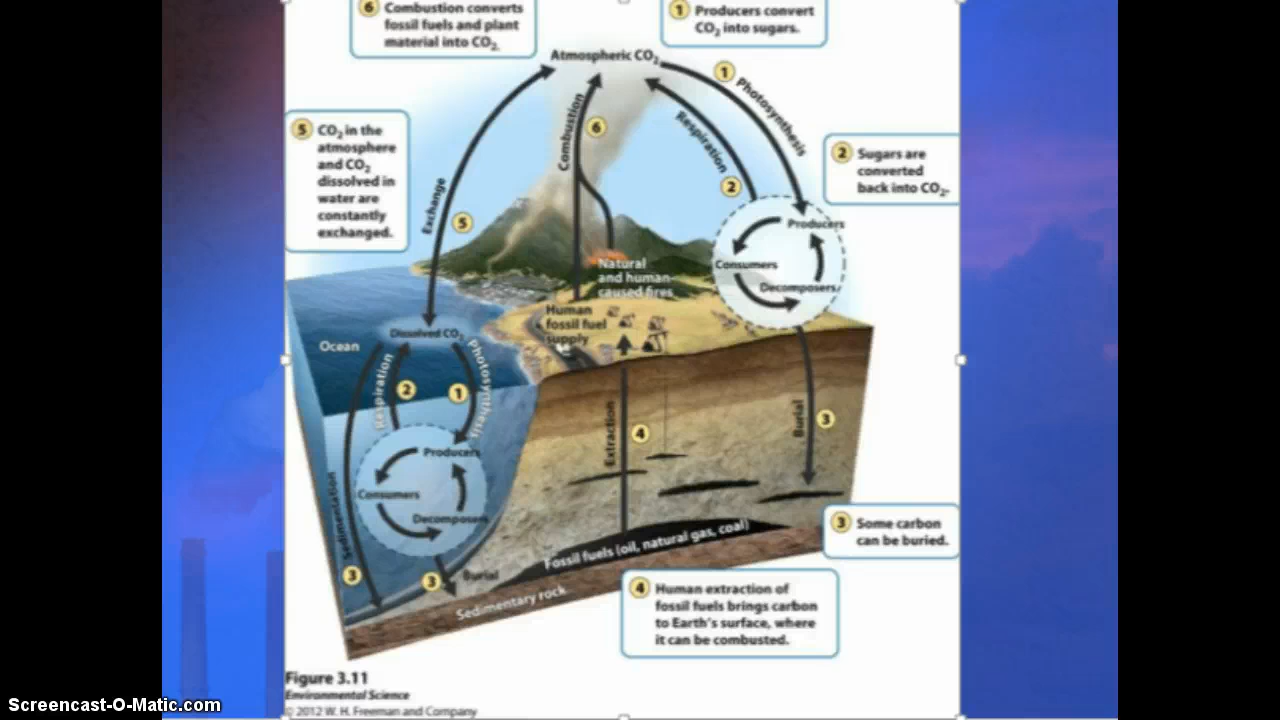 6 Combustion converts
fossil fuels and plant
material into CO₂.
1 Producers convert
CO₂ into sugars.
Atmospheric CO₂
1
Photosynthesis
Combustion
6
Respiration
2
5 CO₂ in the
atmosphere
and CO₂
dissolved in
water are
constantly
exchanged.
2 Sugars are
converted
back into CO₂.
Exchange
5
Producers
Consumers
Decomposers
Natural
and human-
caused fires
Human
fossil fuel
supply
Dissolved CO₂
Ocean
Respiration
2
1
Photosynthesis
Extraction
4
Burial
3
Producers
Consumers
Decomposers
Sedimentation
3
3
Burial
Fossil fuels (oil, natural gas, coal)
Sedimentary rock
3 Some carbon
can be buried.
4 Human extraction of
fossil fuels brings carbon
to Earth's surface, where
it can be combusted.
Figure 3.11
Environmental Science
© 2012 W. H. Freeman and Company
Screencast-O-Matic.com